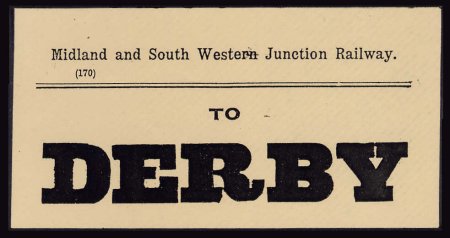 Midland and South Western Junction Railway.
(170)
TO
DERBY